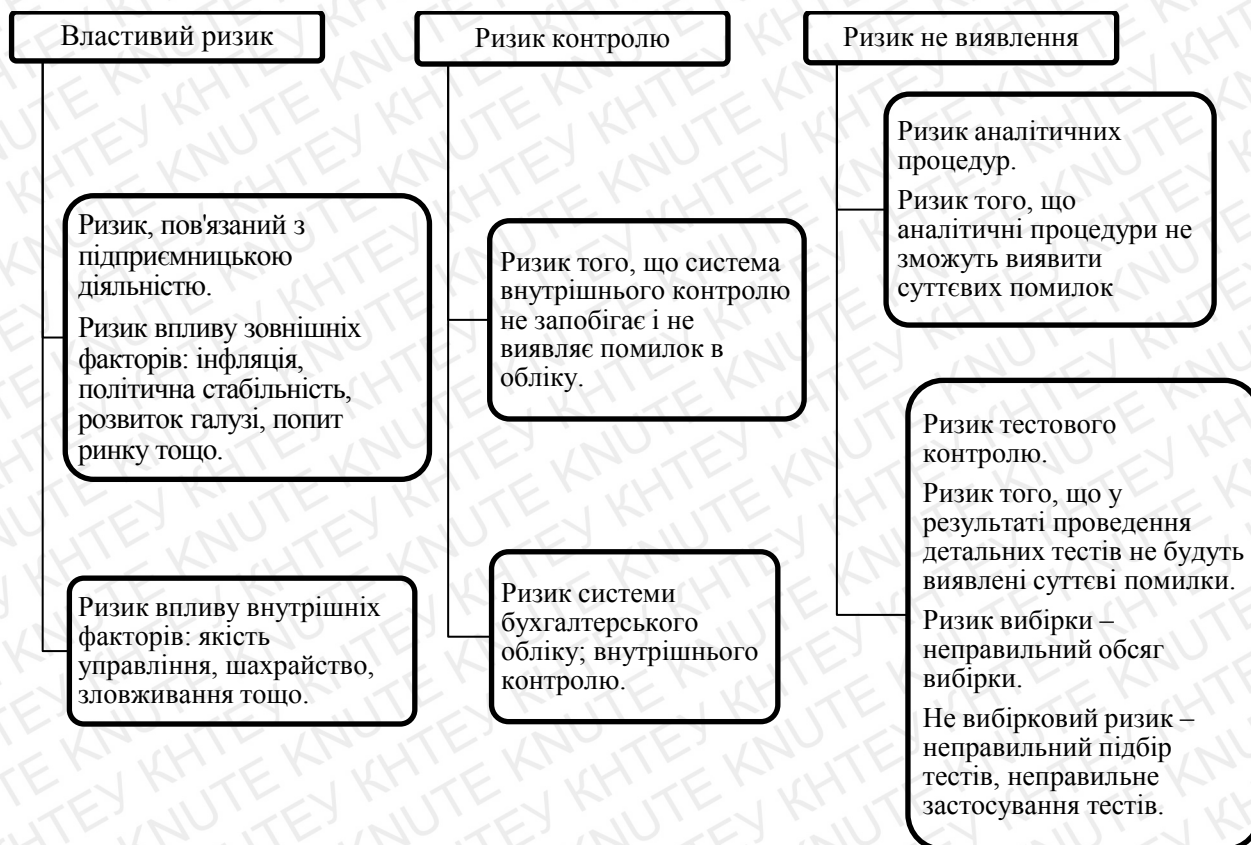 Властивий ризик
Ризик, пов'язаний з
підприємницькою
діяльністю.
Ризик впливу зовнішніх
факторів: інфляція,
політична стабільність,
розвиток галузі, попит
ринку тощо.
Ризик впливу внутрішніх
факторів: якість
управління, шахрайство,
зловживання тощо.
Ризик контролю
Ризик того, що система
внутрішнього контролю
не запобігає і не
виявляє помилок в
обліку.
Ризик системи
бухгалтерського
обліку; внутрішнього
контролю.
Ризик не виявлення
Ризик аналітичних
процедур.
Ризик того, що
аналітичні процедури не
зможуть виявити
суттєвих помилок
Ризик тестового
контролю.
Ризик того, що у
результаті проведення
детальних тестів не будуть
виявлені суттєві помилки.
Ризик вибірки –
неправильний обсяг
вибірки.
Не вибірковий ризик –
неправильний підбір
тестів, неправильне
застосування тестів.